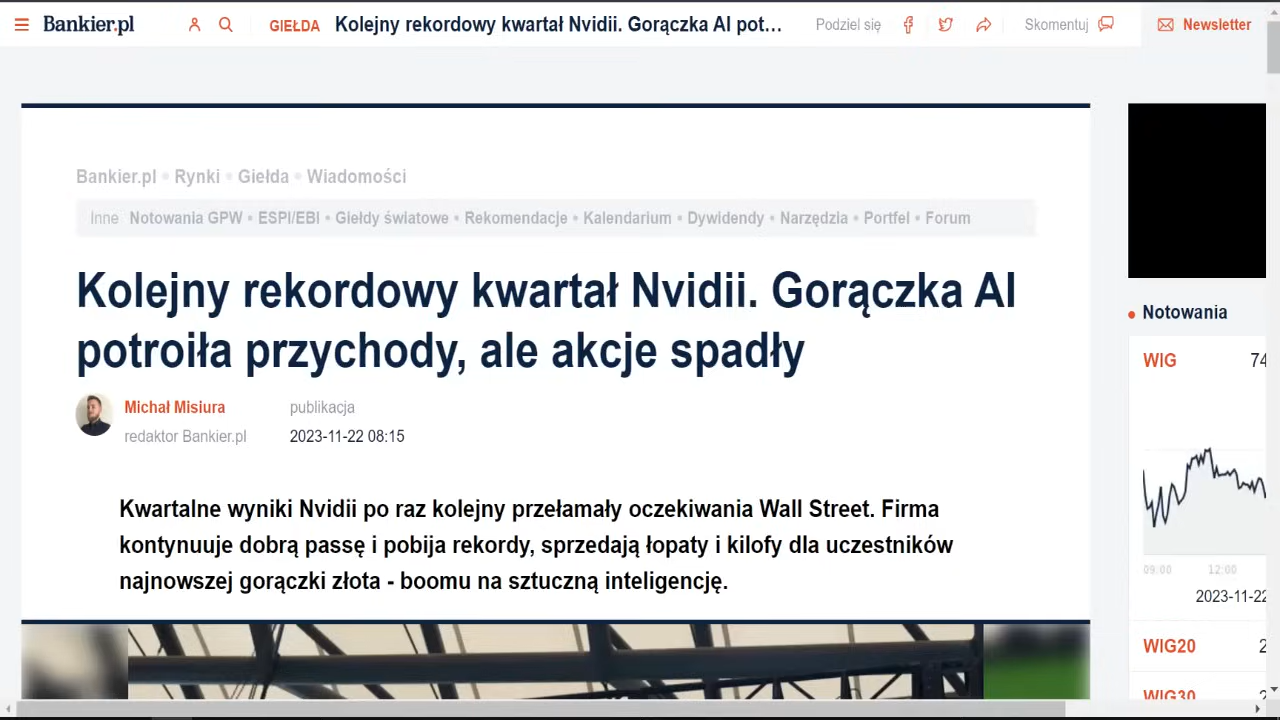 Bankier.pl
GIEŁDA
Kolejny rekordowy kwartał Nvidii. Gorączka AI pot...
Podziel się
Skomentuj
Newsletter
Bankier.pl • Rynki • Giełda • Wiadomości
Inne Notowania GPW • ESPI/EBI • Giełdy światowe • Rekomendacje • Kalendarium • Dywidendy • Narzędzia • Portfel • Forum
Kolejny rekordowy kwartał Nvidii. Gorączka AI
potroiła przychody, ale akcje spadły
Michał Misiura
redaktor Bankier.pl
publikacja
2023-11-22 08:15
Kwartalne wyniki Nvidii po raz kolejny przełamały oczekiwania Wall Street. Firma
kontynuuje dobrą passę i pobija rekordy, sprzedają łopaty i kilofy dla uczestników
najnowszej gorączki złota - boomu na sztuczną inteligencję.
Notowania
WIG 74
09:00 12:00
2023-11-22
WIG20 2
WIG30 2